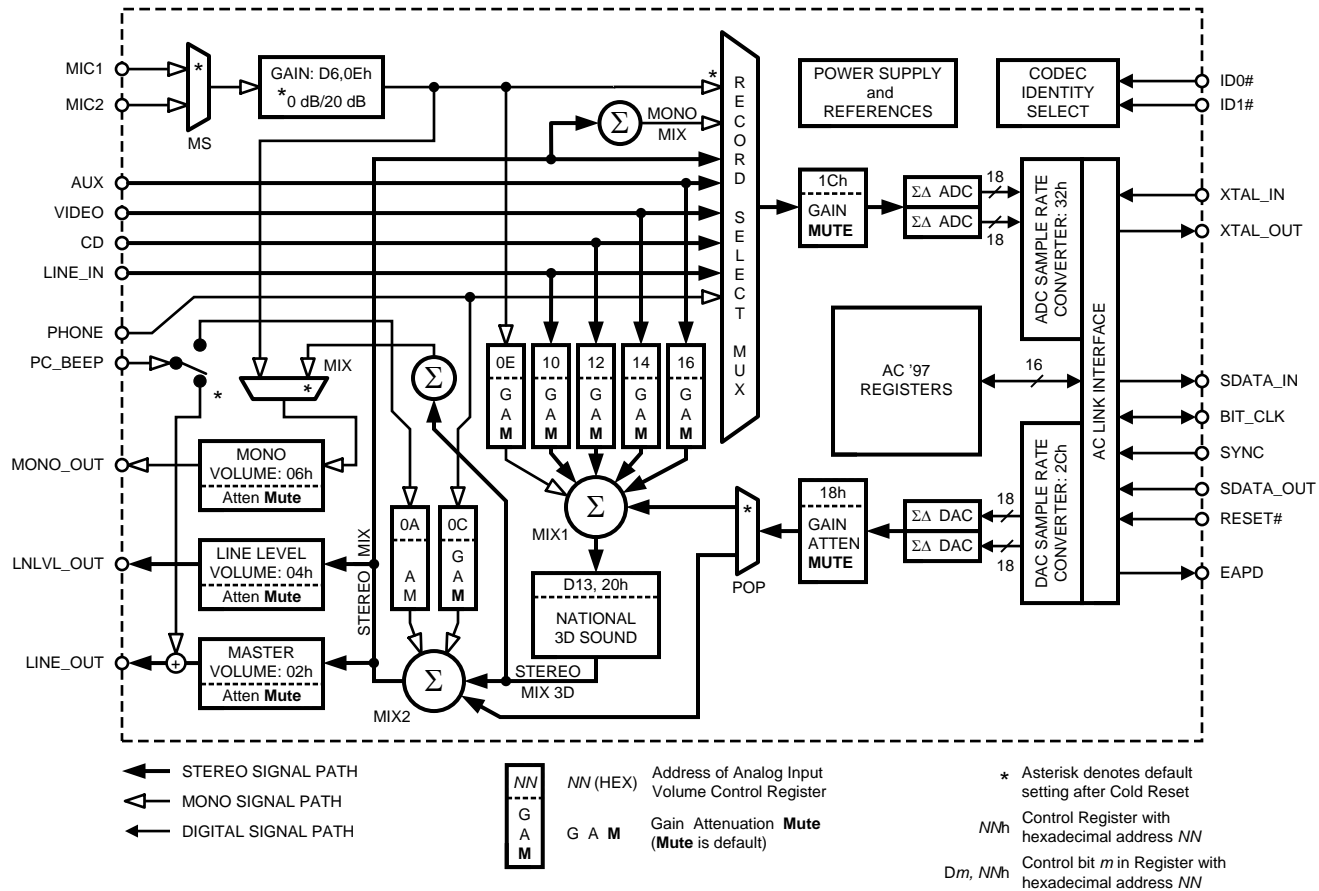 MIC1
MIC2
*
MS
GAIN: D6,0Eh
*0 dB/20 dB
*
RECORD SELECT MUX
Σ
MONO
MIX
POWER SUPPLY
and
REFERENCES
CODEC
IDENTITY
SELECT
ID0#
ID1#
AUX
VIDEO
CD
LINE_IN
PHONE
PC_BEEP
*
MIX
*
Σ
1Ch
GAIN
MUTE
ΣΔ ADC
ΣΔ ADC
18
18
ADC SAMPLE RATE
CONVERTER: 32h
AC LINK INTERFACE
XTAL_IN
XTAL_OUT
0E
G
A
M
10
G
A
M
12
G
A
M
14
G
A
M
16
G
A
M
AC '97
REGISTERS
16
SDATA_IN
BIT_CLK
SYNC
SDATA_OUT
RESET#
EAPD
MONO_OUT
MONO
VOLUME: 06h
Atten Mute
LNLVL_OUT
LINE LEVEL
VOLUME: 04h
Atten Mute
LINE_OUT
+
MASTER
VOLUME: 02h
Atten Mute
STEREO MIX
0A
A
M
0C
G
A
M
Σ
MIX1
*
POP
18h
GAIN
ATTEN
MUTE
ΣΔ DAC
ΣΔ DAC
18
18
DAC SAMPLE RATE
CONVERTER: 2Ch
D13, 20h
NATIONAL
3D SOUND
Σ
MIX2
STEREO
MIX 3D
STEREO SIGNAL PATH
MONO SIGNAL PATH
DIGITAL SIGNAL PATH
NN
G
A
M
NN (HEX)
Address of Analog Input
Volume Control Register
G A M
Gain Attenuation Mute
(Mute is default)
* Asterisk denotes default
setting after Cold Reset
NNh Control Register with
hexadecimal address NN
Dm, NNh Control bit m in Register with
hexadecimal address NN